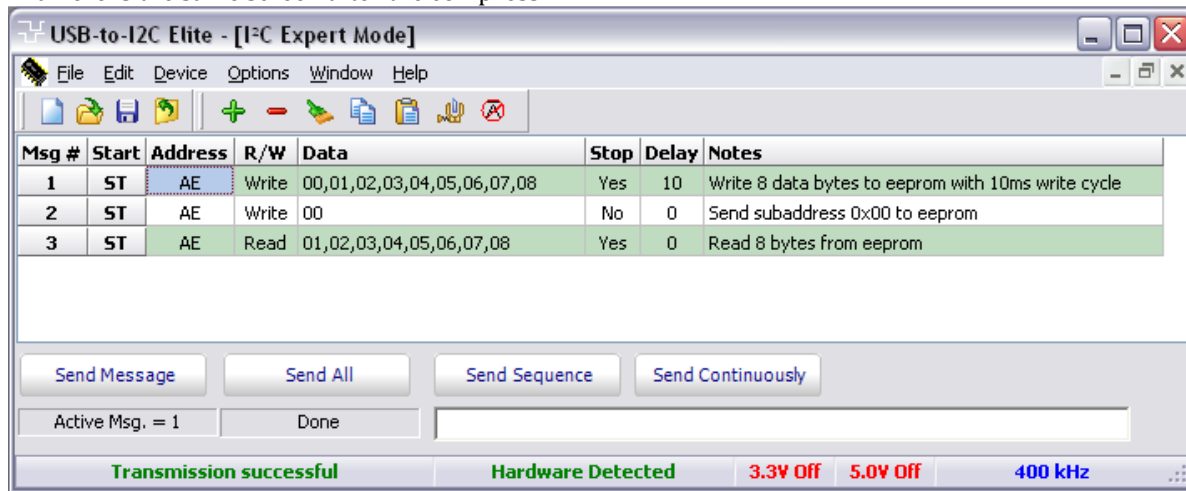 USB-to-I2C Elite - [I²C Expert Mode]
File Edit Device Options Window Help
Msg # Start Address R/W Data Stop Delay Notes
1 ST AE Write 00,01,02,03,04,05,06,07,08 Yes 10 Write 8 data bytes to eeprom with 10ms write cycle
2 ST AE Write 00 No 0 Send subaddress 0x00 to eeprom
3 ST AE Read 01,02,03,04,05,06,07,08 Yes 0 Read 8 bytes from eeprom
Send Message Send All Send Sequence Send Continuously
Active Msg. = 1 Done
Transmission successful Hardware Detected 3.3V Off 5.0V Off 400 kHz